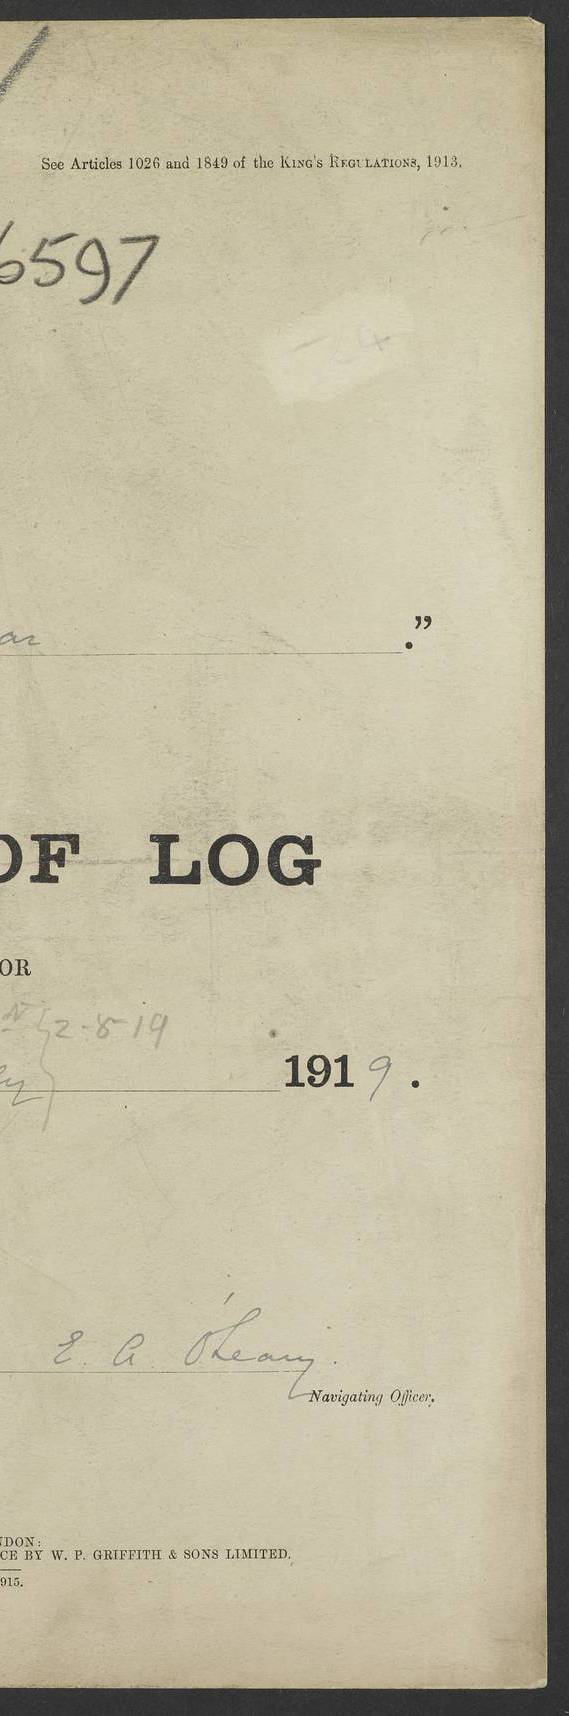 See Articles 1026 and 1849 of the KING'S REGULATIONS, 1913.
6597
ar
."
OF LOG
OR
2-8-19
ly
1919.
E. A. O'Leary.
Navigating Officer.
NDON:
CE BY W. P. GRIFFITH & SONS LIMITED.
915.